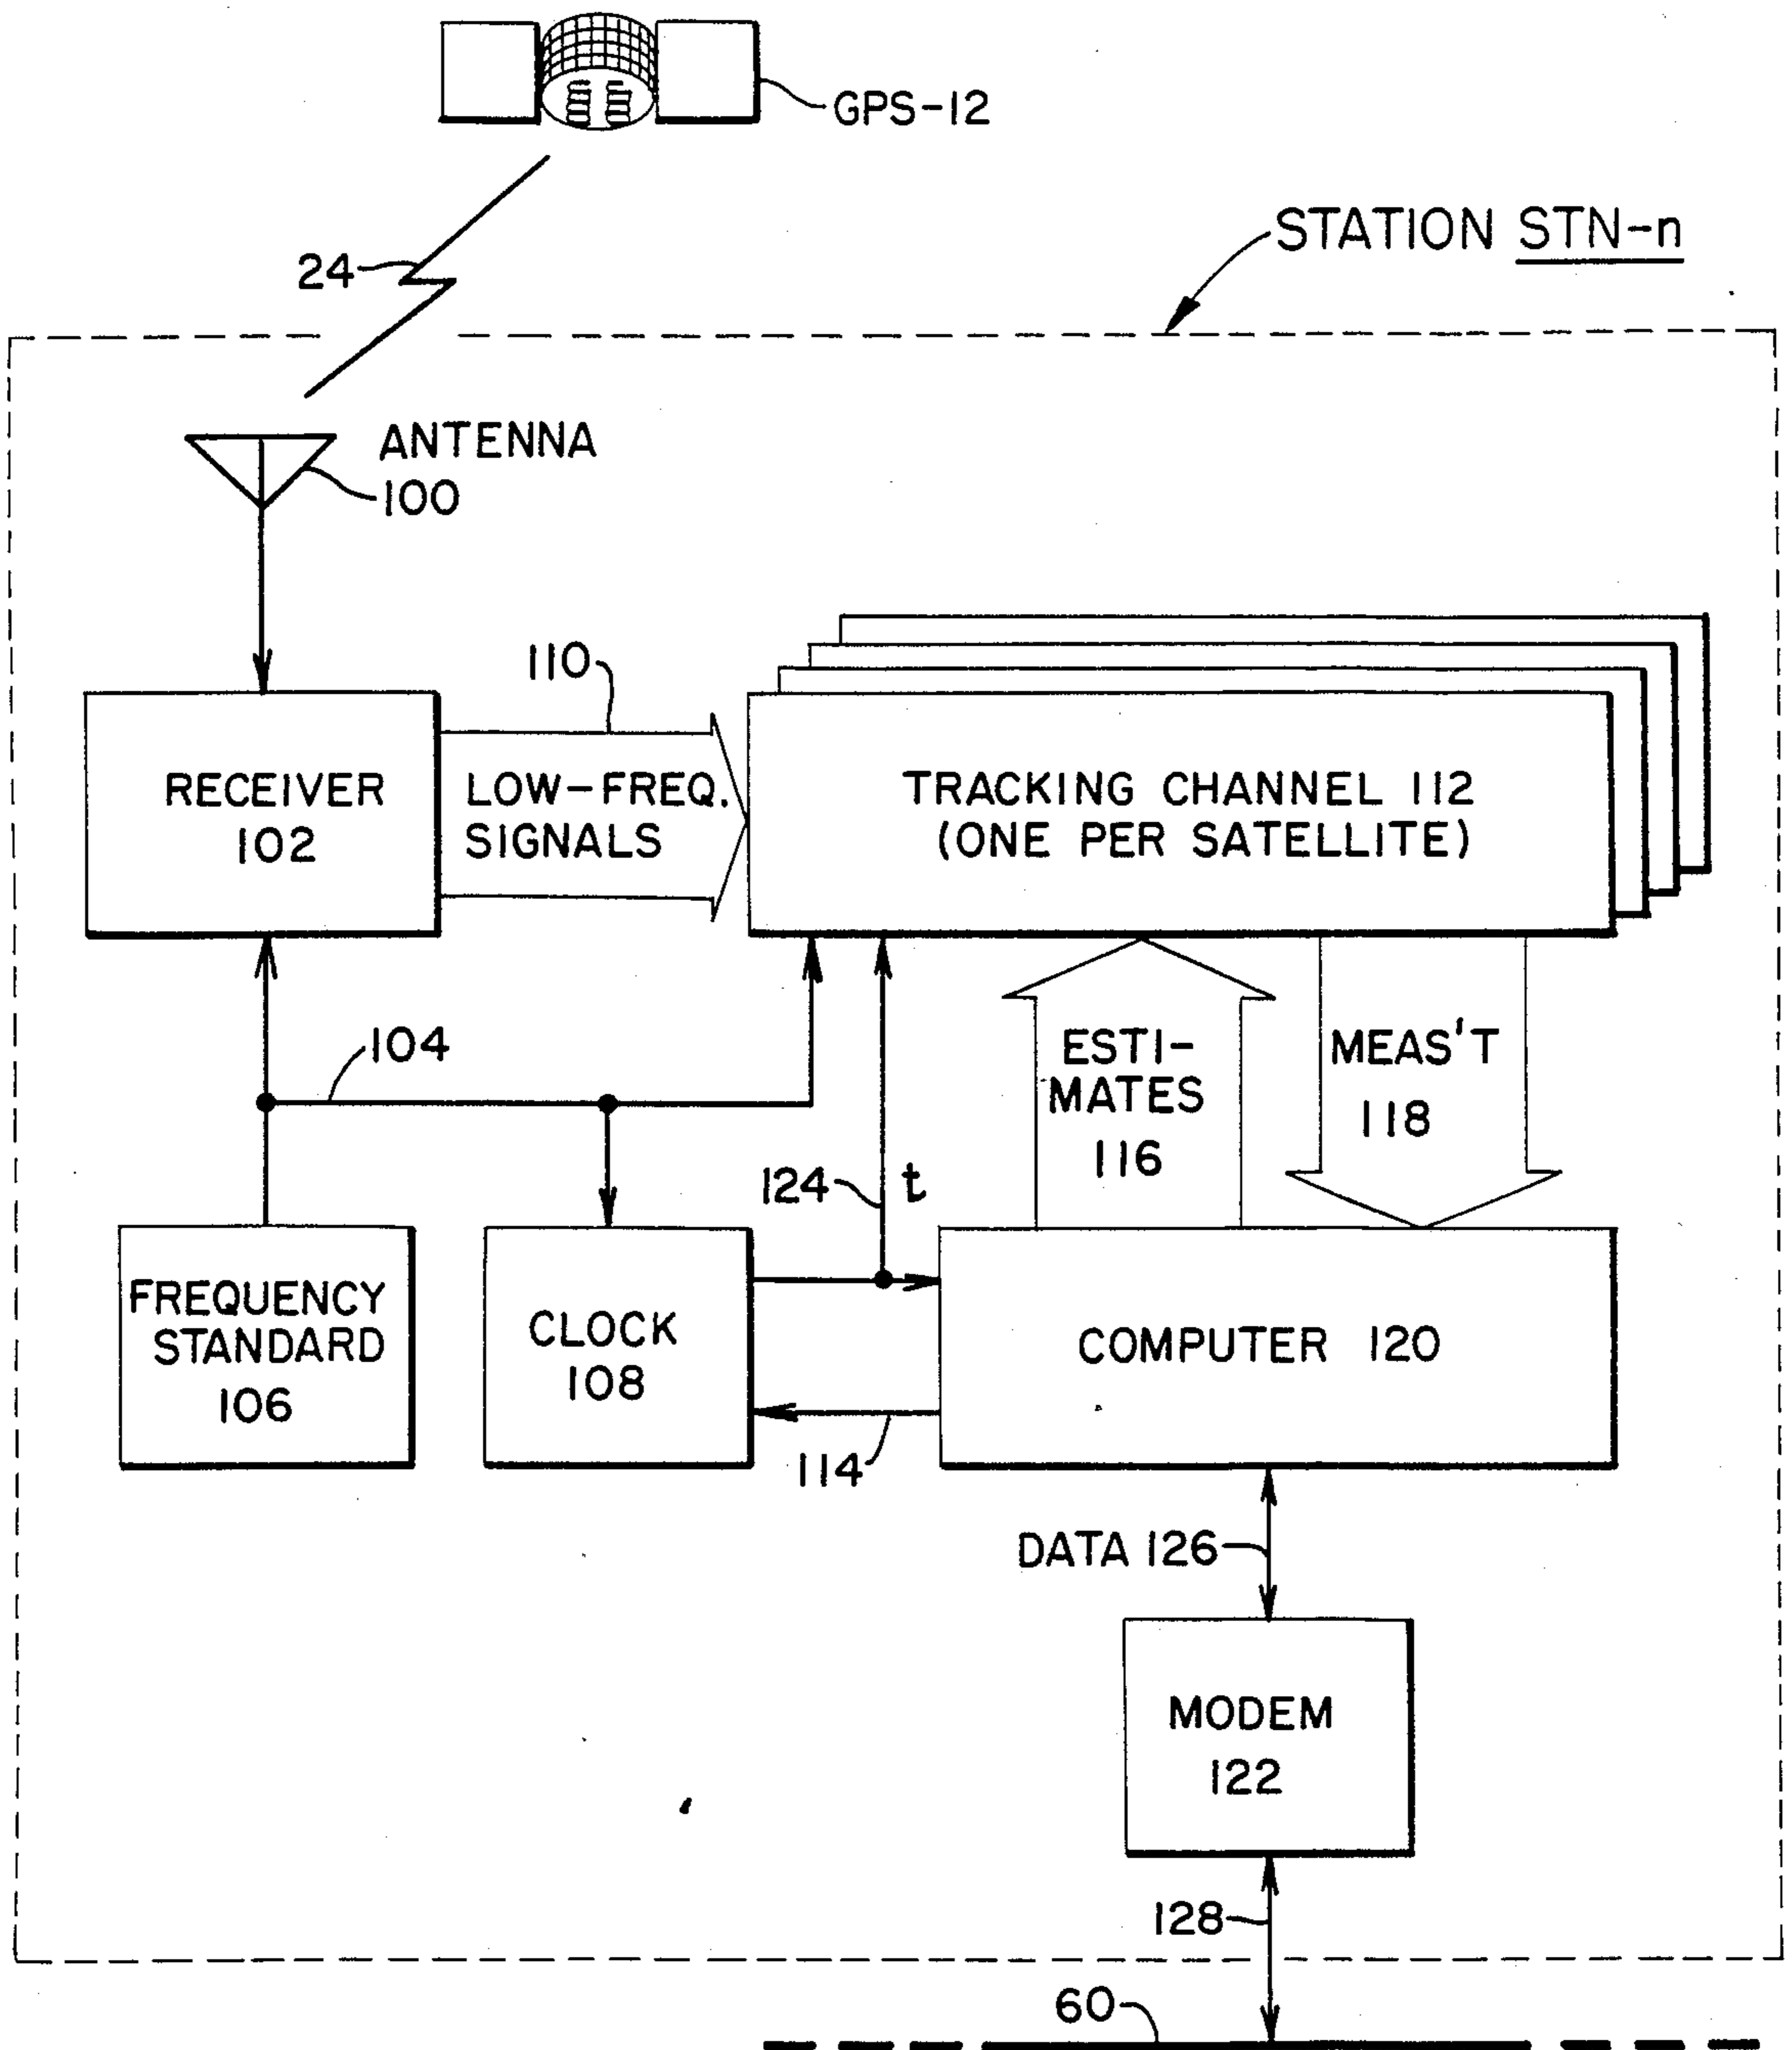 GPS-12
STATION STN-n
24
ANTENNA
100
110
RECEIVER
102
LOW-FREQ.
SIGNALS
TRACKING CHANNEL 112
(ONE PER SATELLITE)
104
ESTI-
MATES
116
MEAS'T
118
124
t
FREQUENCY
STANDARD
106
CLOCK
108
COMPUTER 120
114
DATA 126
MODEM
122
128
60